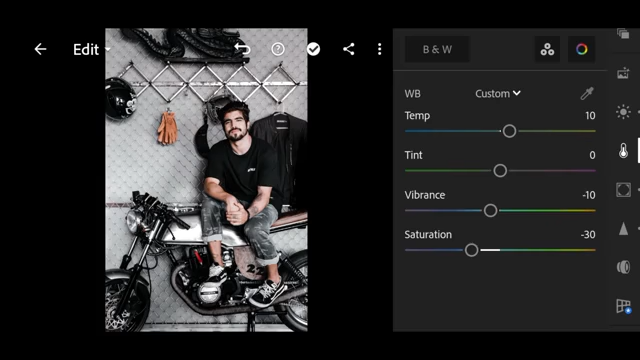 Edit
B & W
WB
Custom
Temp
10
Tint
0
Vibrance
-10
Saturation
-30